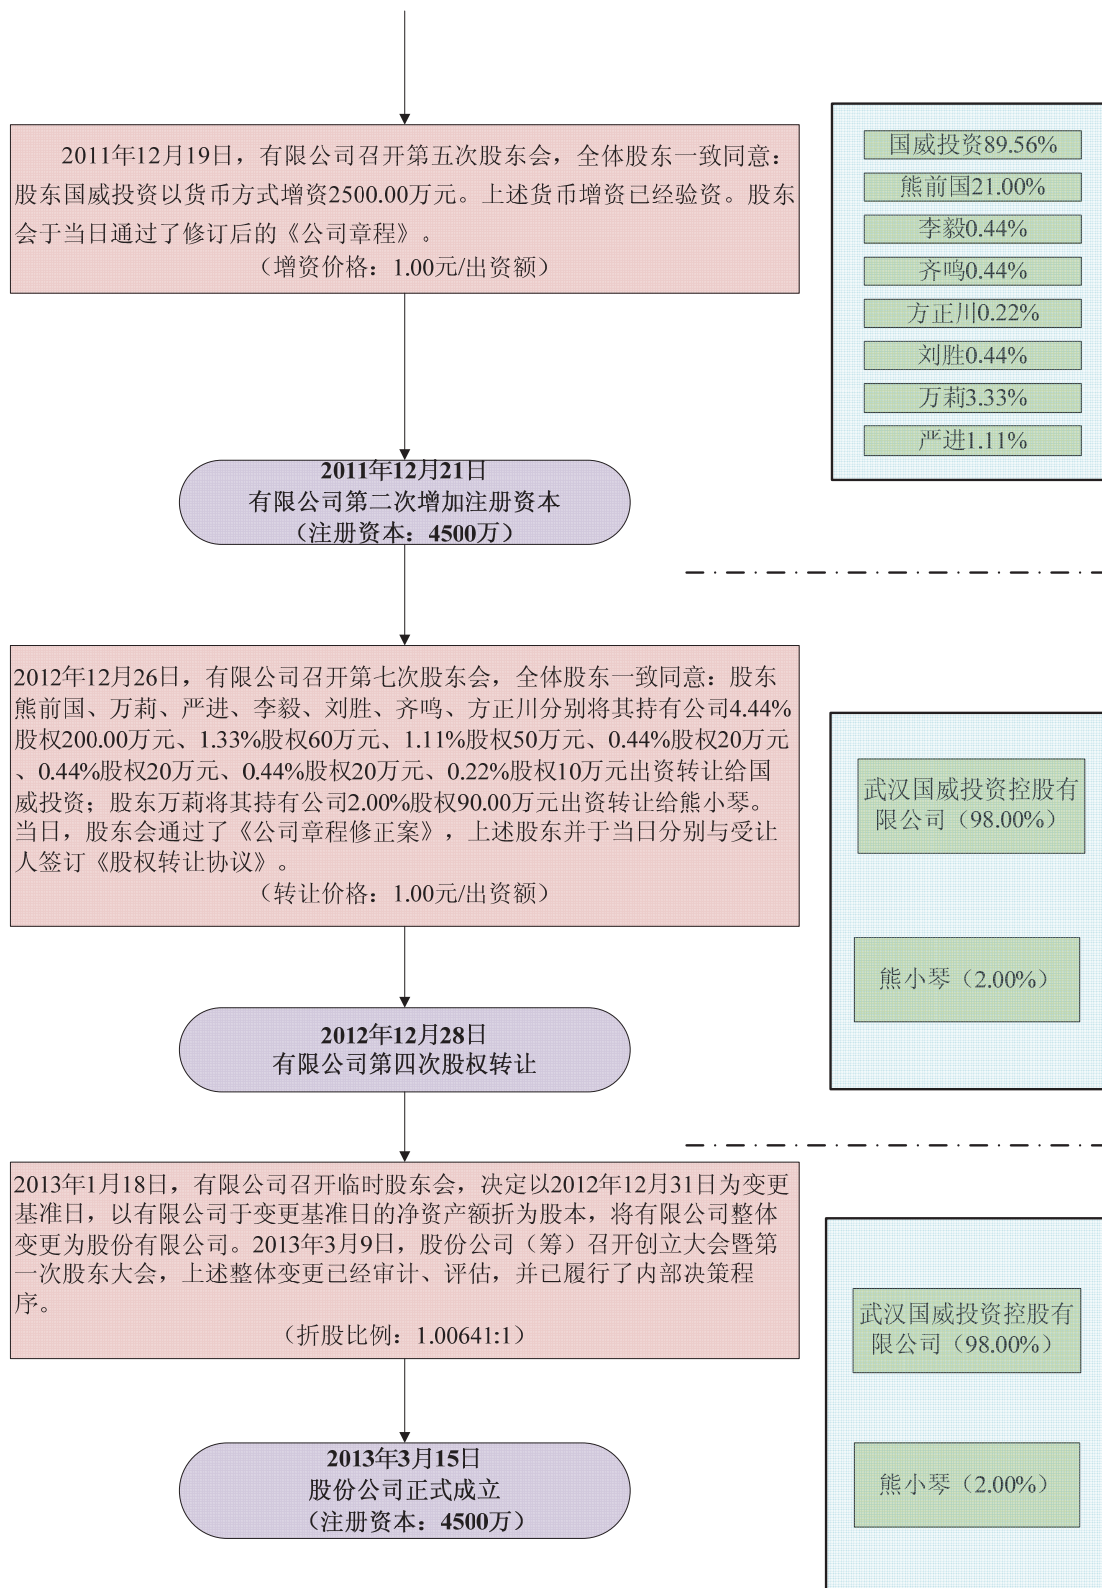 2011年12月19日，有限公司召开第五次股东会，全体股东一致同意：
股东国威投资以货币方式增资2500.00万元。上述货币增资已经验资。股东
会于当日通过了修订后的《公司章程》。
（增资价格：1.00元/出资额）
国威投资89.56%
熊前国21.00%
李毅0.44%
齐鸣0.44%
方正川0.22%
刘胜0.44%
万莉3.33%
严进1.11%
2011年12月21日
有限公司第二次增加注册资本
（注册资本：4500万）
2012年12月26日，有限公司召开第七次股东会，全体股东一致同意：股东
熊前国、万莉、严进、李毅、刘胜、齐鸣、方正川分别将其持有公司4.44%
股权200.00万元、1.33%股权60万元、1.11%股权50万元、0.44%股权20万元
、0.44%股权20万元、0.44%股权20万元、0.22%股权10万元出资转让给国
威投资；股东万莉将其持有公司2.00%股权90.00万元出资转让给熊小琴。
当日，股东会通过了《公司章程修正案》，上述股东并于当日分别与受让
人签订《股权转让协议》。
（转让价格：1.00元/出资额）
武汉国威投资控股有
限公司（98.00%）
熊小琴（2.00%）
2012年12月28日
有限公司第四次股权转让
2013年1月18日，有限公司召开临时股东会，决定以2012年12月31日为变更
基准日，以有限公司于变更基准日的净资产额折为股本，将有限公司整体
变更为股份有限公司。2013年3月9日，股份公司（筹）召开创立大会暨第
一次股东大会，上述整体变更已经审计、评估，并已履行了内部决策程
序。
（折股比例：1.00641:1）
武汉国威投资控股有
限公司（98.00%）
熊小琴（2.00%）
2013年3月15日
股份公司正式成立
（注册资本：4500万）